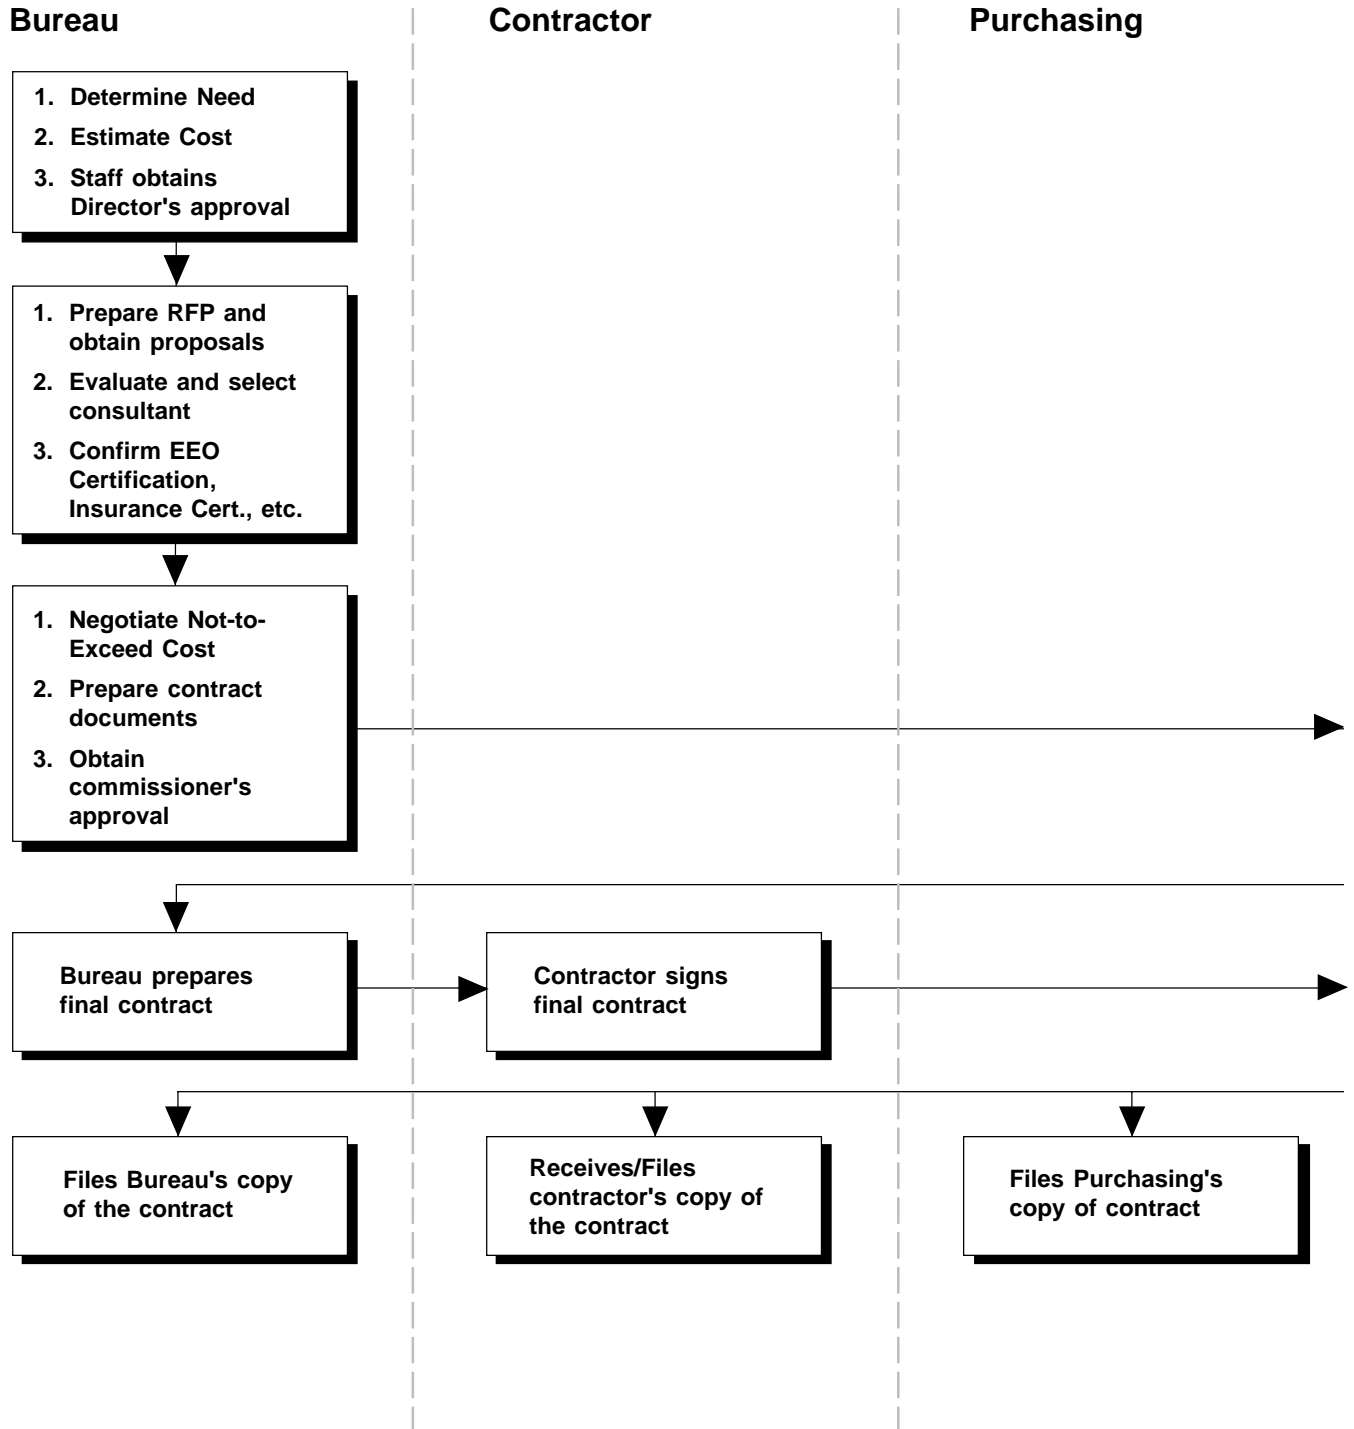 Bureau
Contractor
Purchasing
1. Determine Need
2. Estimate Cost
3. Staff obtains
Director's approval
1. Prepare RFP and
obtain proposals
2. Evaluate and select
consultant
3. Confirm EEO
Certification,
Insurance Cert., etc.
1. Negotiate Not-to-
Exceed Cost
2. Prepare contract
documents
3. Obtain
commissioner's
approval
Bureau prepares
final contract
Contractor signs
final contract
Files Bureau's copy
of the contract
Receives/Files
contractor's copy of
the contract
Files Purchasing's
copy of contract